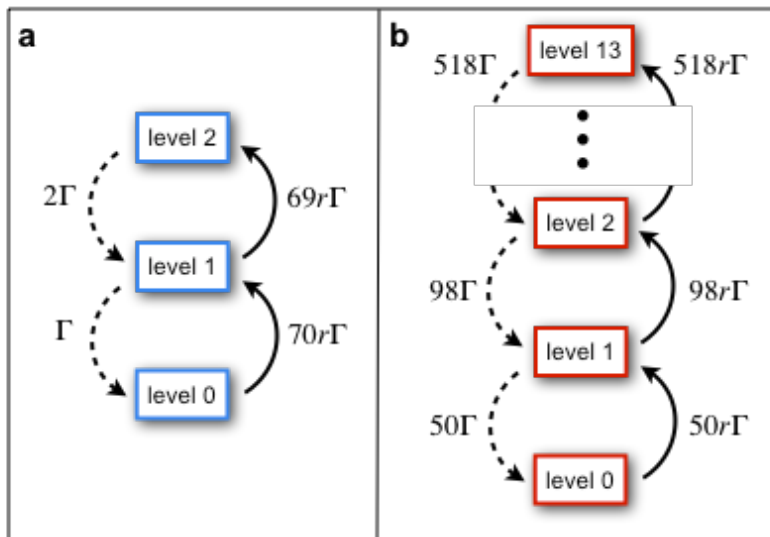 a
level 2
2Γ
69rΓ
level 1
Γ
70rΓ
level 0
b
level 13
518Γ
518rΓ
level 2
98Γ
98rΓ
level 1
50Γ
50rΓ
level 0